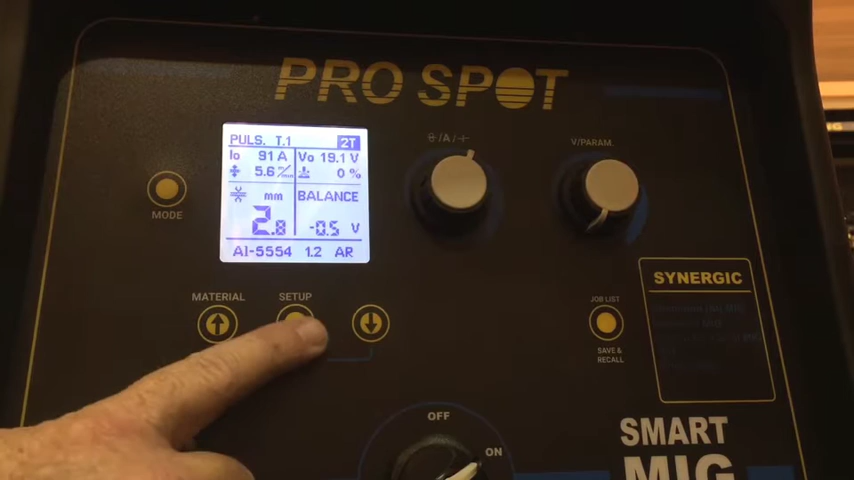 PRO SPOT
PULS. T.1 2T
Io 91 A Vo 19.1 V
5.6 m/min 0 %
mm BALANCE
2.8 -0.5 V
Al-5554 1.2 AR
/A/
V/PARAM.
MODE
MATERIAL SETUP
JOB LIST
SAVE &
RECALL
SYNERGIC
OFF
ON
SMART
MIG